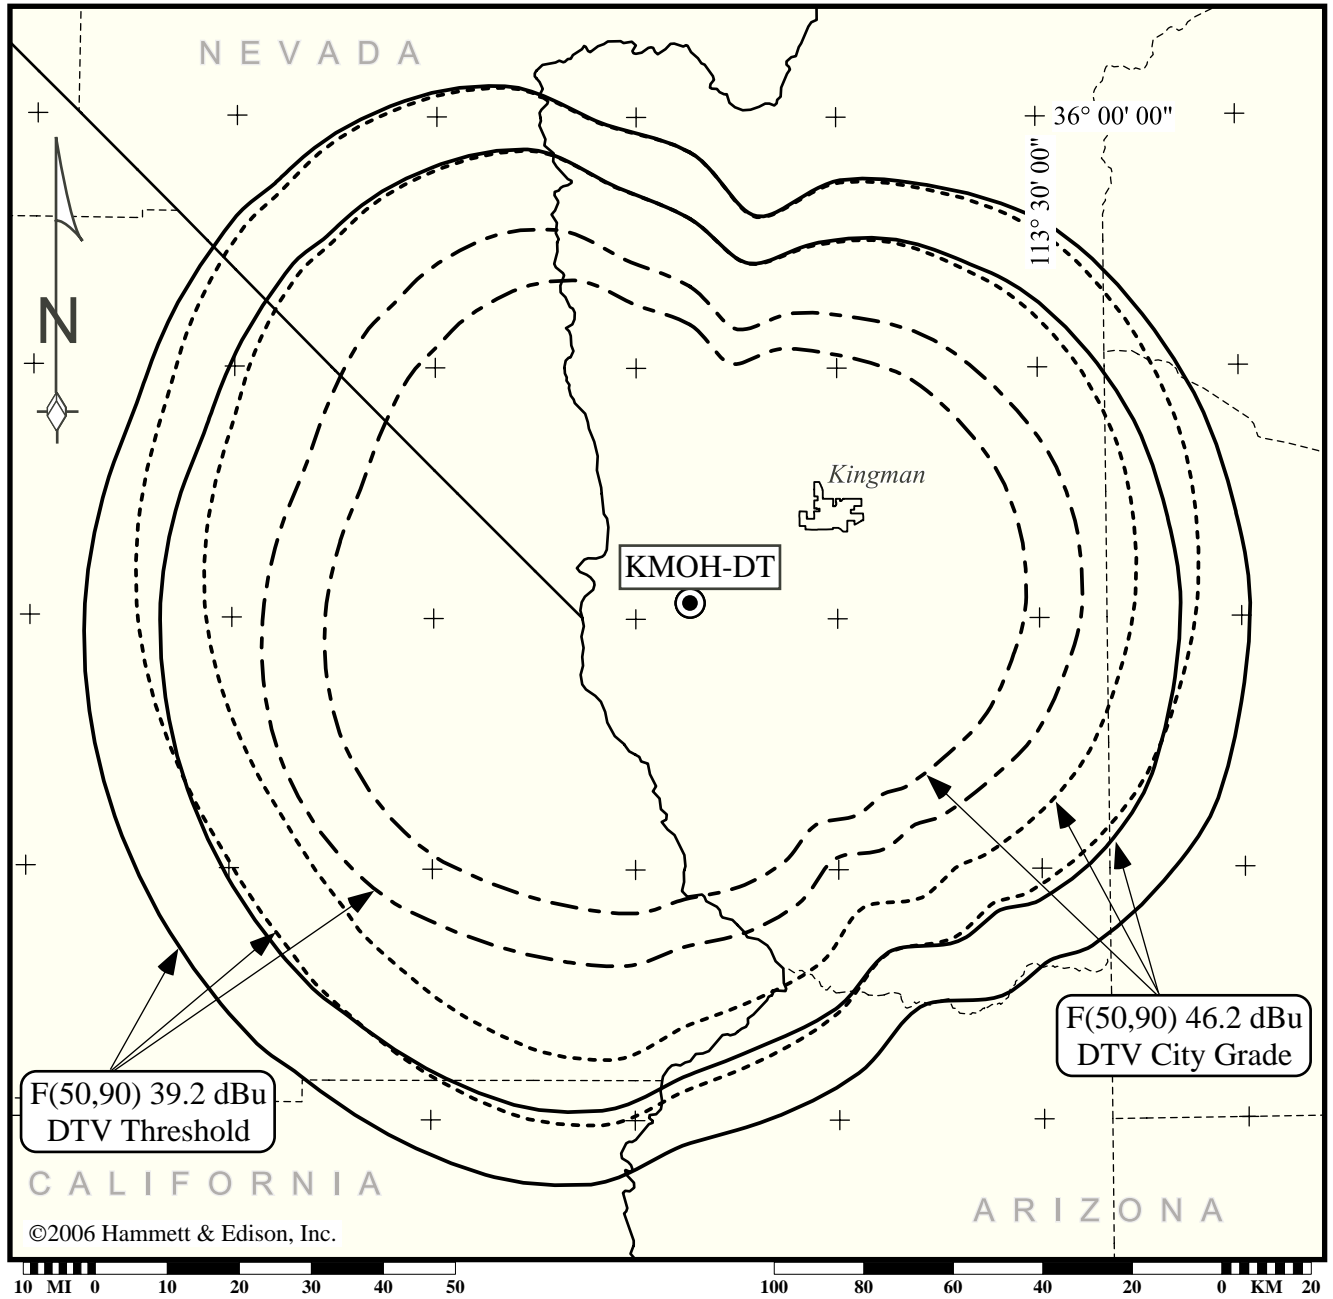 NEVADA
36° 00' 00"
113° 30' 00"
N
Kingman
KMOH-DT
F(50,90) 46.2 dBu
DTV City Grade
F(50,90) 39.2 dBu
DTV Threshold
CALIFORNIA
ARIZONA
©2006 Hammett & Edison, Inc.
10 MI 0 10 20 30 40 50 100 80 60 40 20 0 KM 20